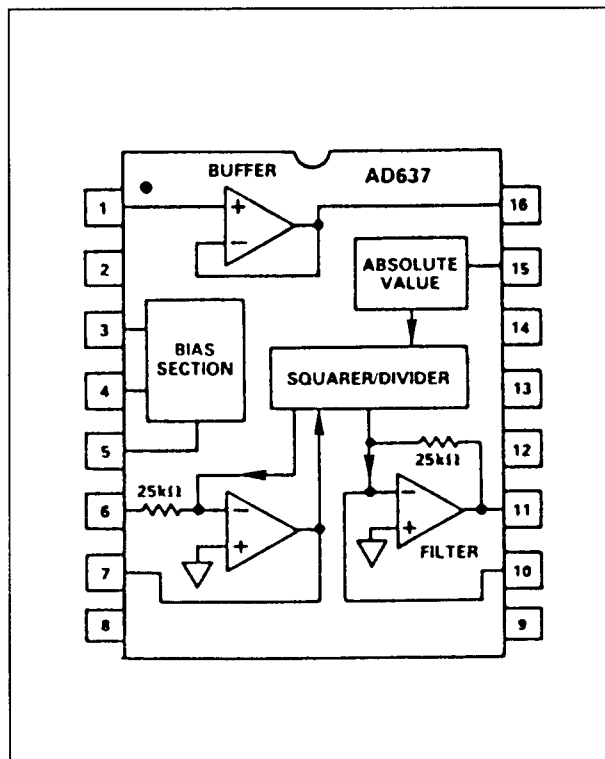 BUFFER
AD637
1
16
2
ABSOLUTE
VALUE
15
3
14
BIAS
SECTION
SQUARER/DIVIDER
4
13
5
12
25kΩ
25kΩ
6
11
FILTER
7
10
8
9
+
−
−
+
−
+